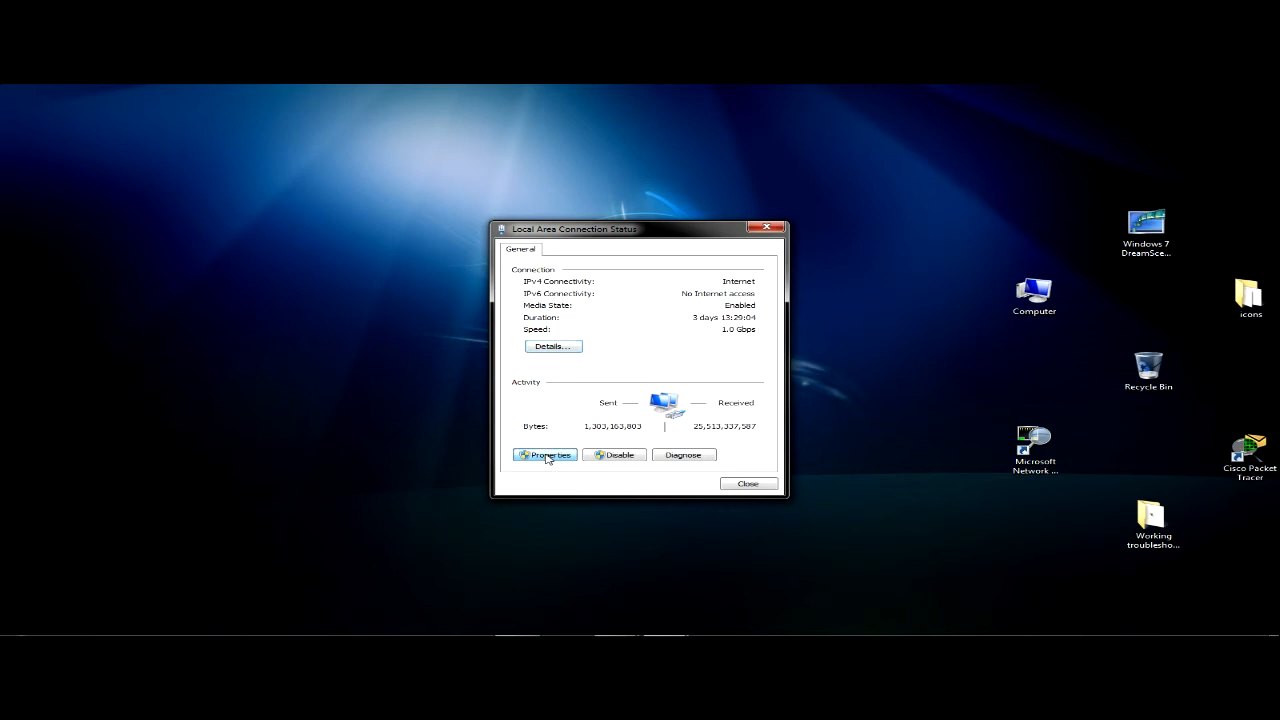 Local Area Connection Status
General
Connection
IPv4 Connectivity: Internet
IPv6 Connectivity: No Internet access
Media State: Enabled
Duration: 3 days 13:29:04
Speed: 1.0 Gbps
Details...
Activity
Sent Received
Bytes: 1,303,163,803 25,513,337,587
Properties Disable Diagnose
Close
Windows 7
DreamSce...
Computer
icons
Recycle Bin
Microsoft
Network ...
Cisco Packet
Tracer
Working
troublesho...